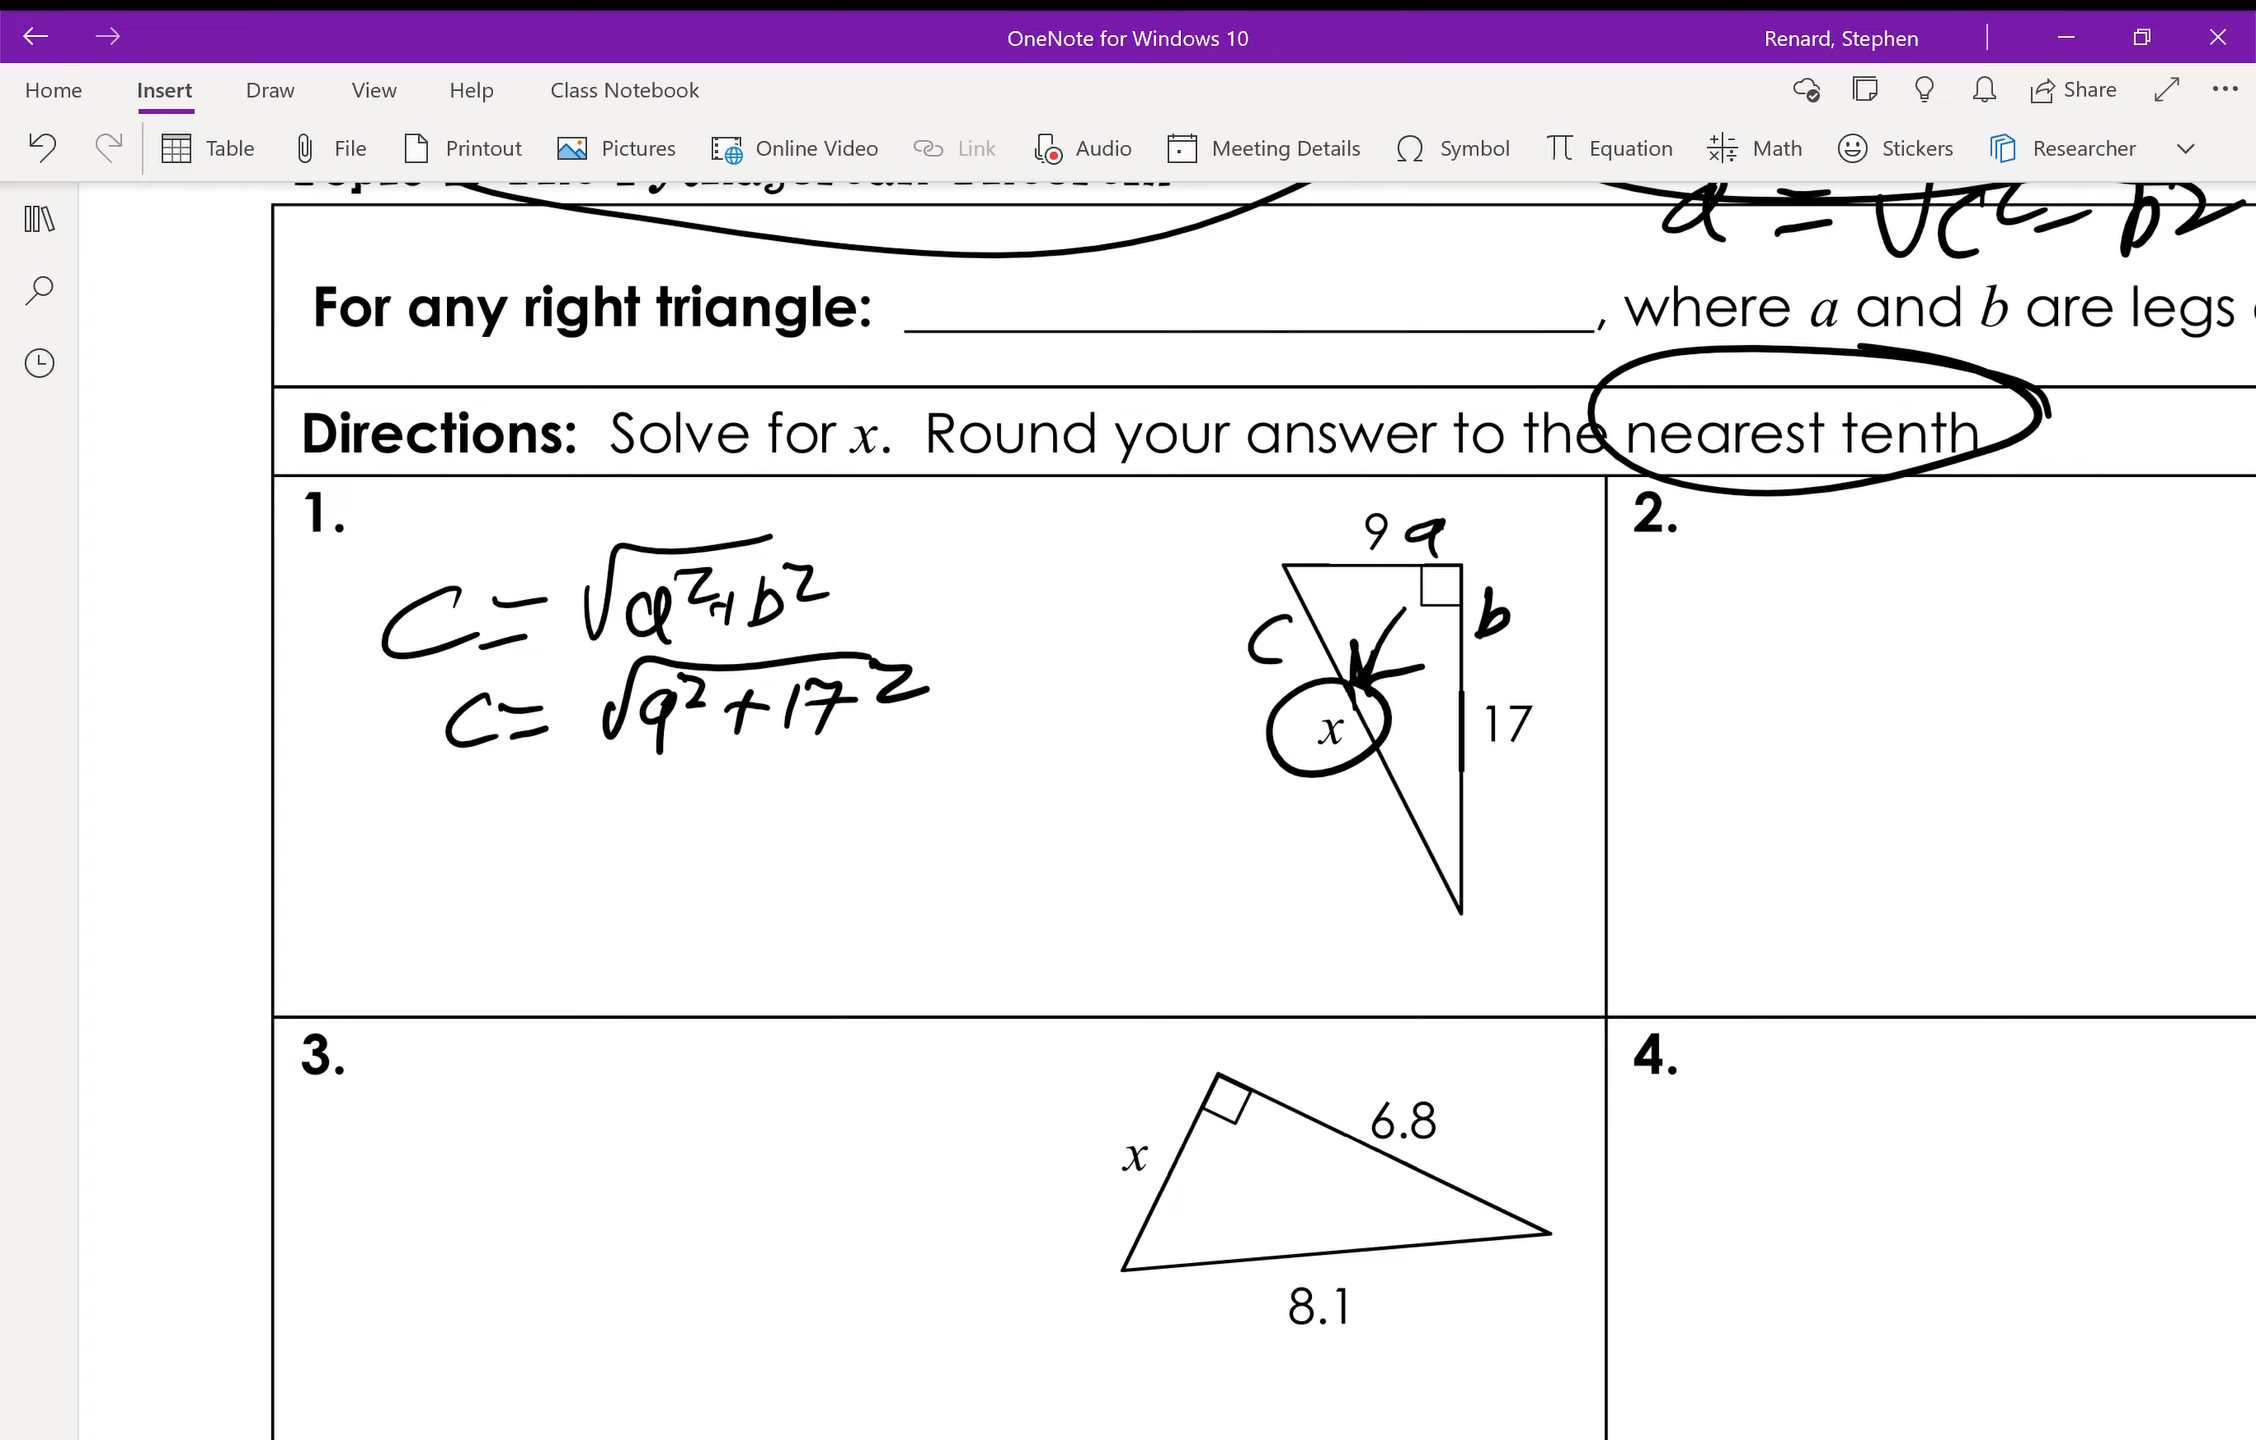 OneNote for Windows 10
Renard, Stephen
Home Insert Draw View Help Class Notebook
Share
Table File Printout Pictures Online Video Link Audio Meeting Details Symbol Equation Math Stickers Researcher
a = √c² - b²
For any right triangle: ____________________, where a and b are legs
Directions: Solve for x. Round your answer to the nearest tenth
1.
C = √a² + b²
C = √9² + 17²
9 a
b
C
x
17
2.
3.
x
6.8
8.1
4.